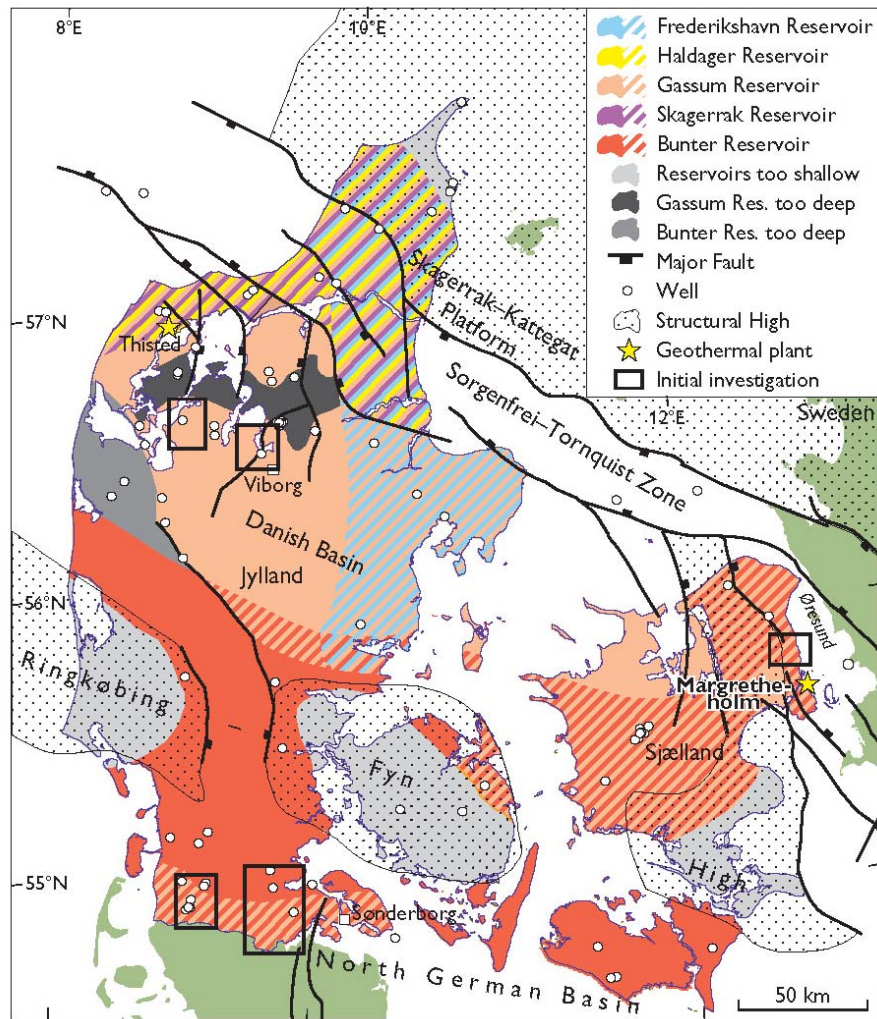 8°E
10°E
Frederikshavn Reservoir
Haldager Reservoir
Gassum Reservoir
Skagerrak Reservoir
Bunter Reservoir
Reservoirs too shallow
Gassum Res. too deep
Bunter Res. too deep
Major Fault
Well
Structural High
Geothermal plant
Initial investigation
57°N
Thisted
Skagerrak–Kattegat
Platform
Sorgenfrei–Tornquist Zone
12°E
Sweden
Viborg
Danish Basin
Jylland
56°N
Øresund
Ringkøbing
Margrethe-
holm
Sjælland
Fyn
High
55°N
Sønderborg
North German Basin
50 km